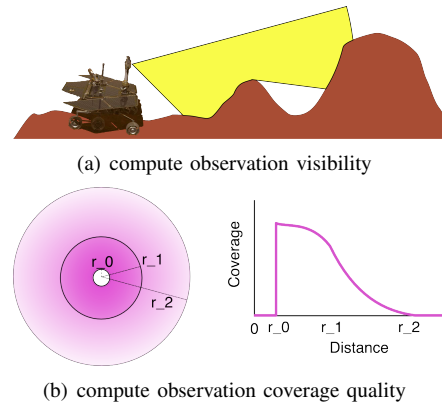 (a) compute observation visibility
r_0
r_1
r_2
Coverage
0 r_0 r_1 r_2
Distance
(b) compute observation coverage quality